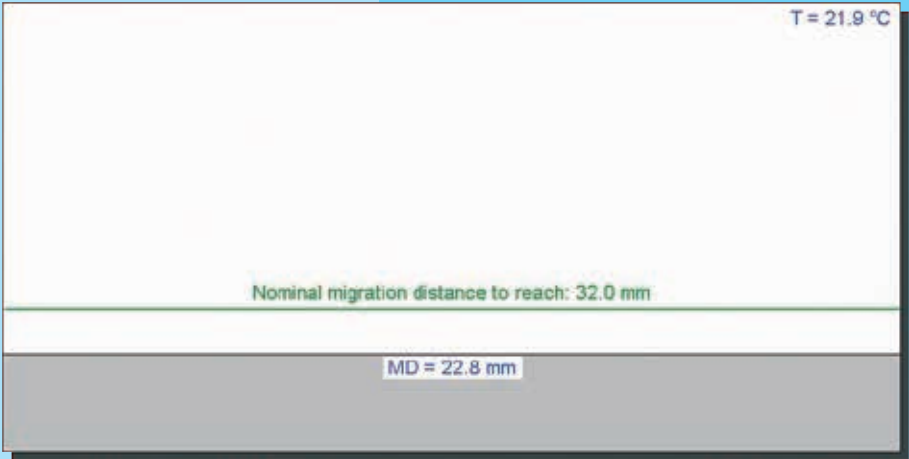 T = 21.9 °C
Nominal migration distance to reach: 32.0 mm
MD = 22.8 mm